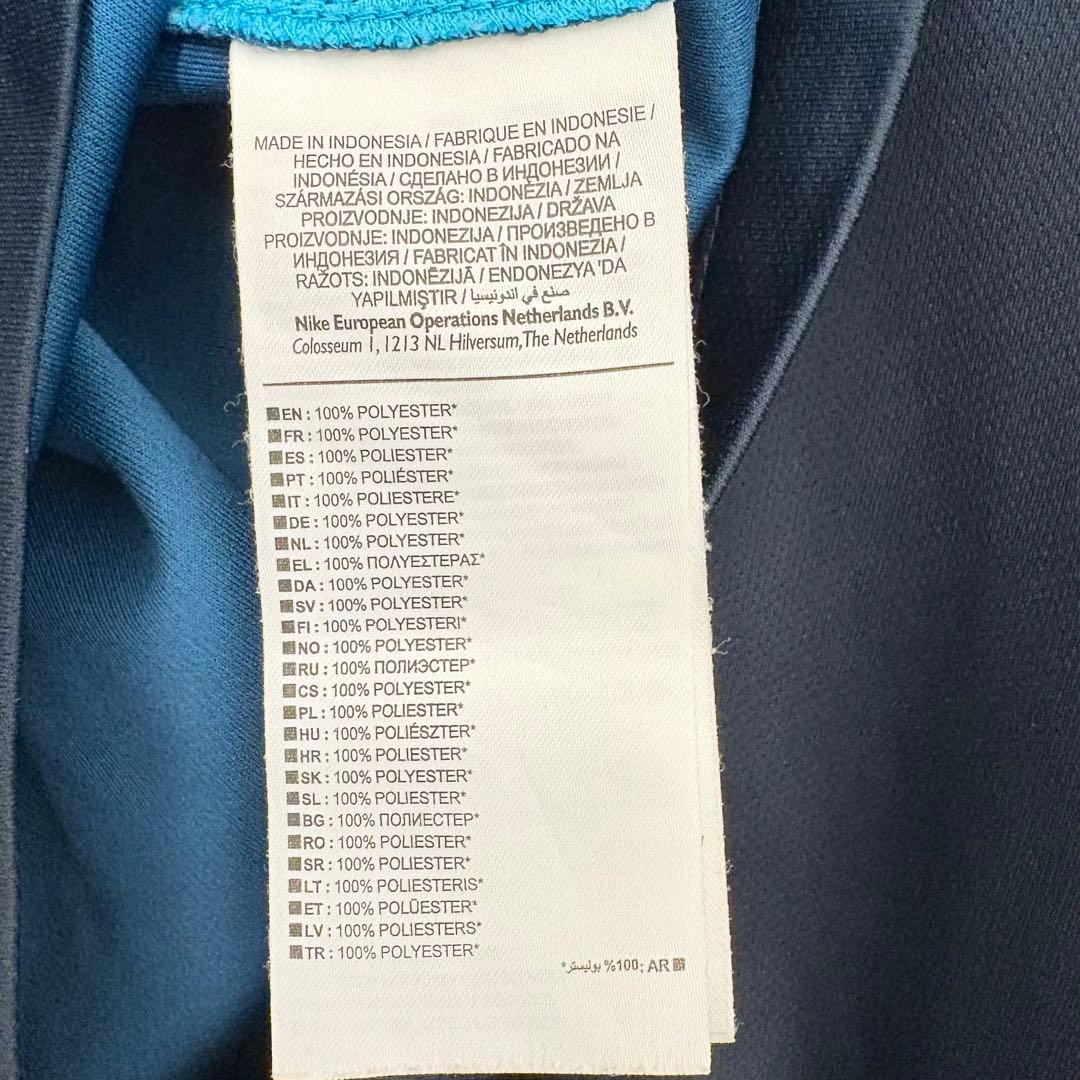 MADE IN INDONESIA / FABRIQUE EN INDONESIE /
HECHO EN INDONESIA / FABRICADO NA
INDONÉSIA / СДЕЛАНО В ИНДОНЕЗИИ /
SZÁRMAZÁSI ORSZÁG: INDONÉZIA / ZEMLJA
PROIZVODNJE: INDONEZIJA / DRŽAVA
PROIZVODNJE: INDONEZIJA / ПРОИЗВЕДЕНО В
ИНДОНЕЗИЯ / FABRICAT ÎN INDONEZIA /
RAŽOTS: INDONĒZIJĀ / ENDONEZYA 'DA
YAPILMIŞTIR / صنع في اندونيسيا
Nike European Operations Netherlands B.V.
Colosseum 1, 1213 NL Hilversum, The Netherlands
EN : 100% POLYESTER*
FR : 100% POLYESTER*
ES : 100% POLIESTER*
PT : 100% POLIÉSTER*
IT : 100% POLIESTERE*
DE : 100% POLYESTER*
NL : 100% POLYESTER*
EL : 100% ΠΟΛΥΕΣΤΕΡΑΣ*
DA : 100% POLYESTER*
SV : 100% POLYESTER*
FI : 100% POLYESTERI*
NO : 100% POLYESTER*
RU : 100% ПОЛИЭСТЕР*
CS : 100% POLYESTER*
PL : 100% POLIESTER*
HU : 100% POLIÉSZTER*
HR : 100% POLIESTER*
SK : 100% POLYESTER*
SL : 100% POLIESTER*
BG : 100% ПОЛИЕСТЕР*
RO : 100% POLIESTER*
SR : 100% POLIESTER*
LT : 100% POLIESTERIS*
ET : 100% POLÜESTER*
LV : 100% POLIESTERS*
TR : 100% POLYESTER*
AR ;100% بوليستر*